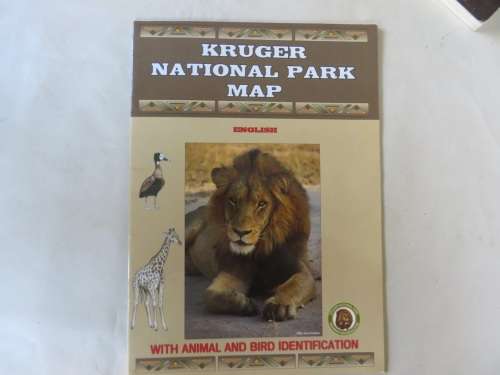 KRUGER
NATIONAL PARK
MAP
ENGLISH
WITH ANIMAL AND BIRD IDENTIFICATION